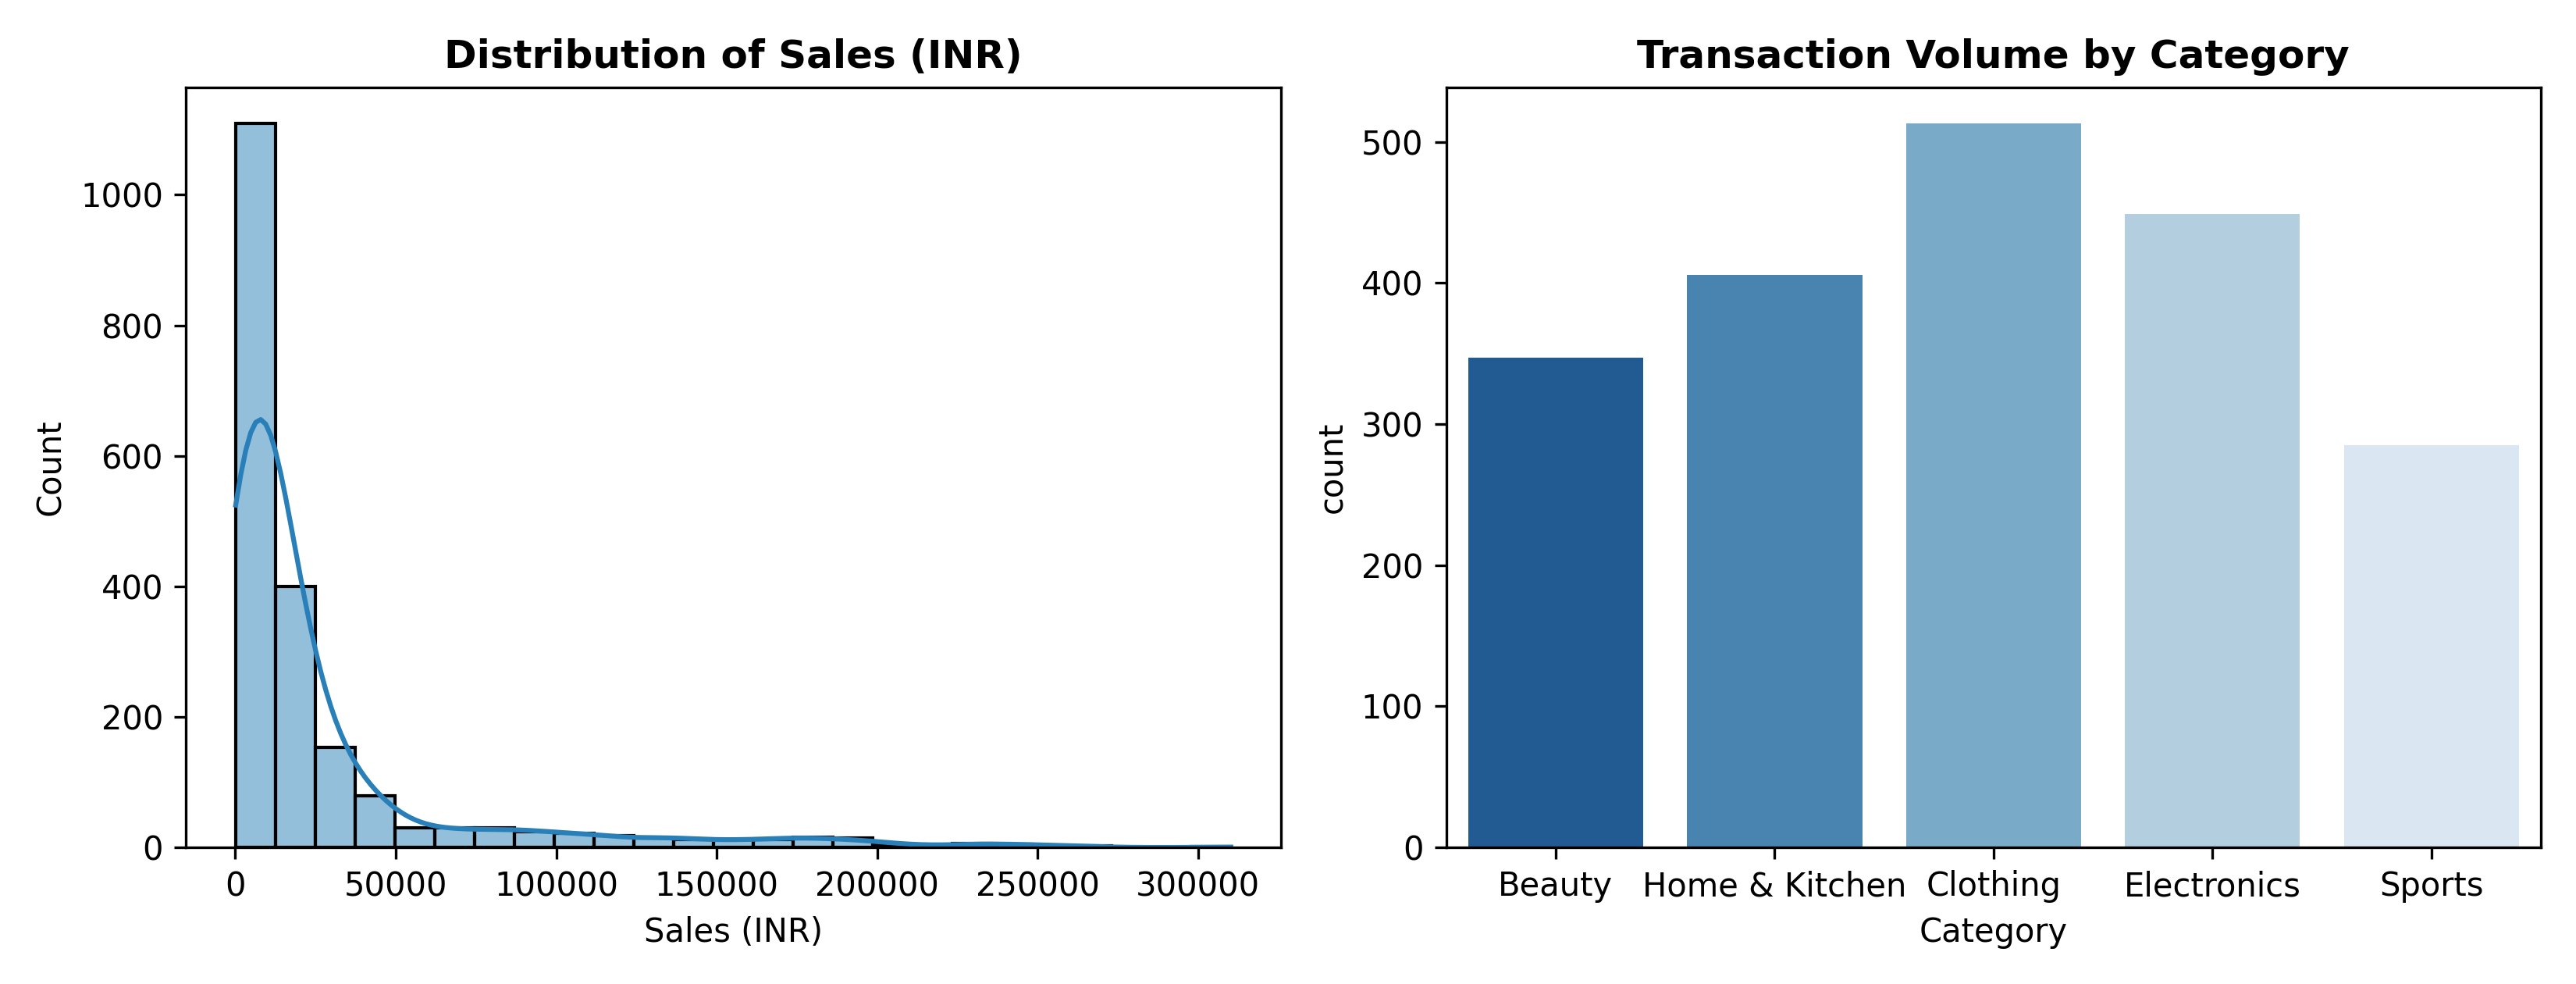 Distribution of Sales (INR)
Count
1000
800
600
400
200
0
0 50000 100000 150000 200000 250000 300000
Sales (INR)
Transaction Volume by Category
count
500
400
300
200
100
0
Beauty Home & Kitchen Clothing Electronics Sports
Category